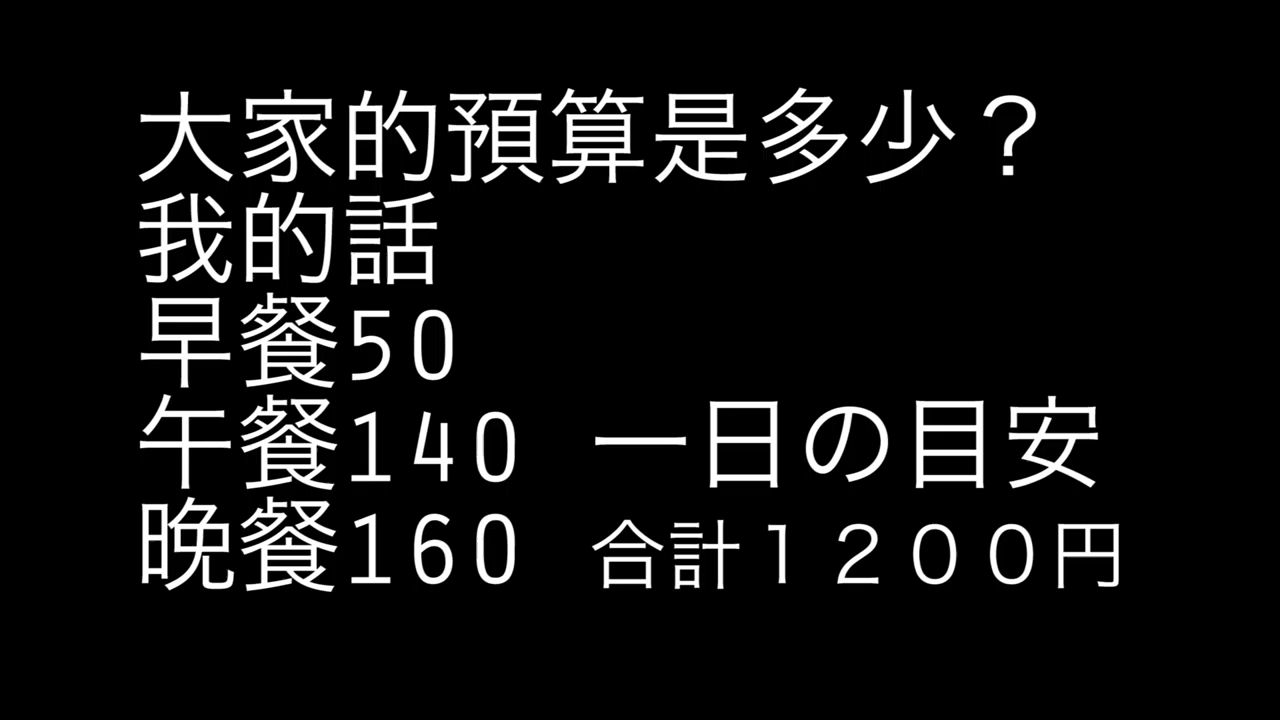 大家的預算是多少？
我的話
早餐50
午餐140 一日の目安
晚餐160 合計１２００円